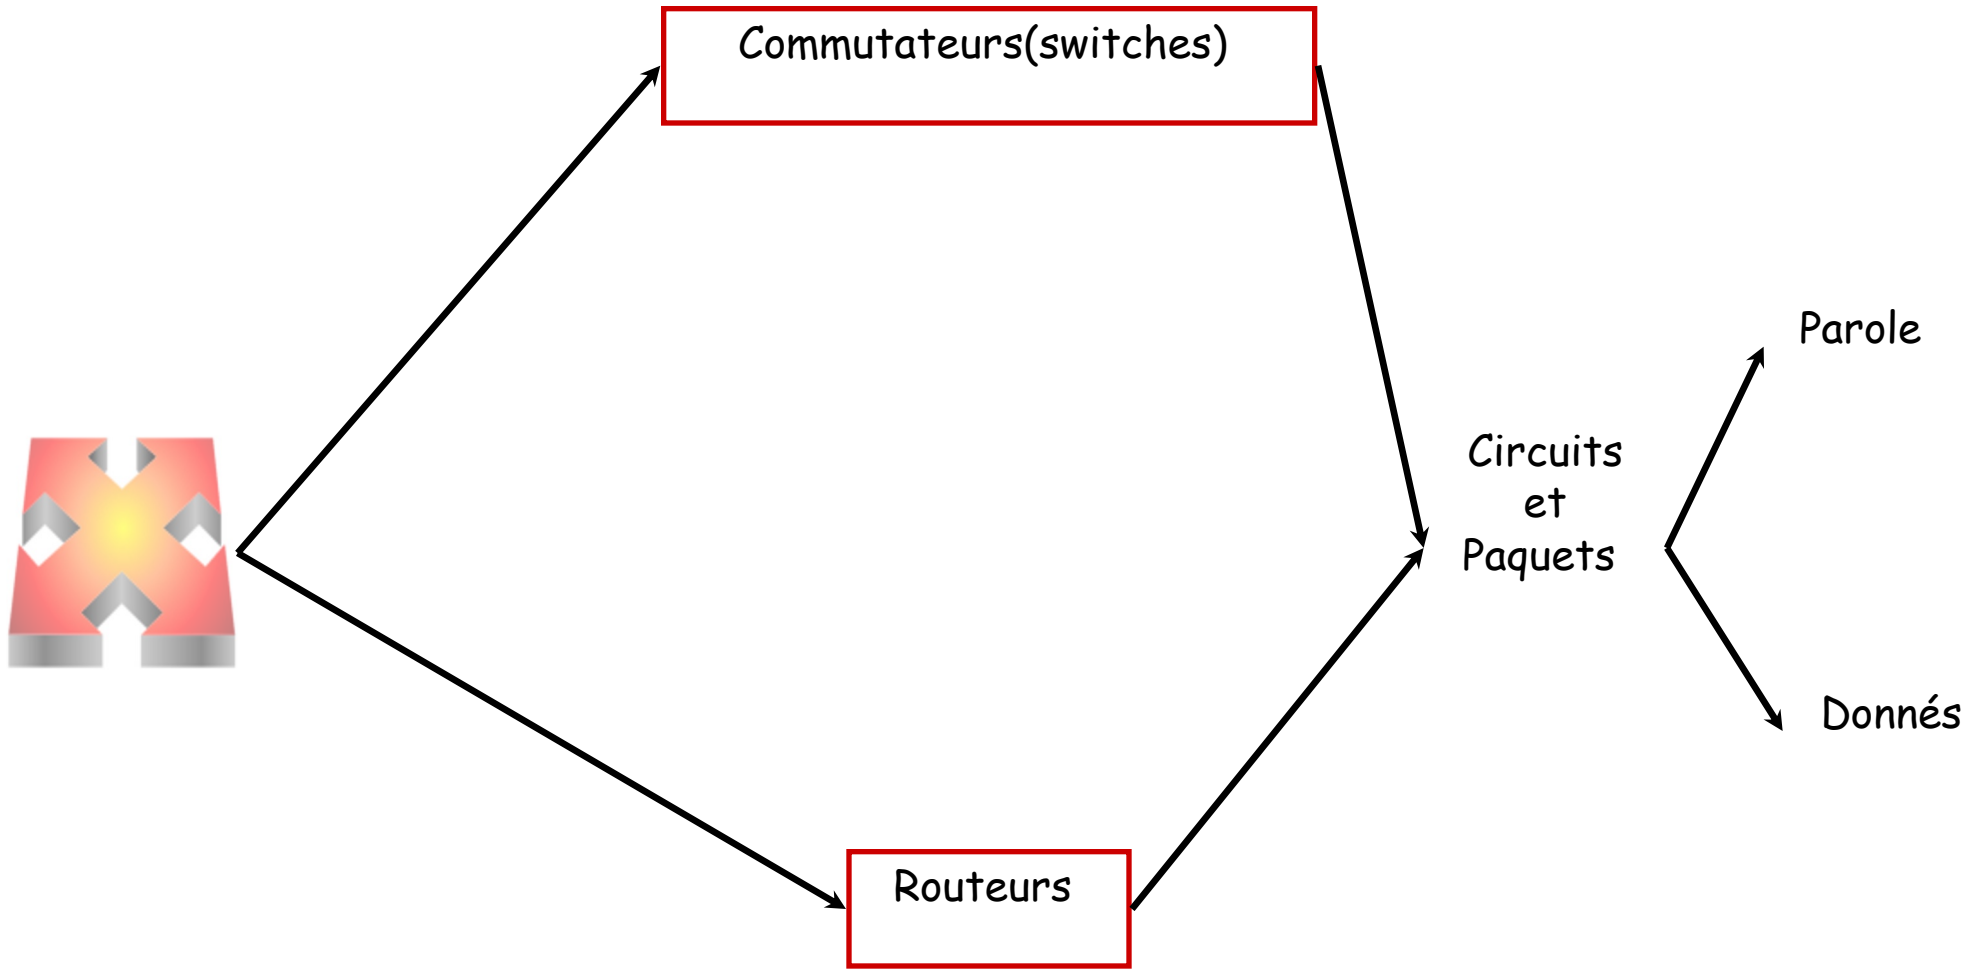 Commutateurs(switches)
Parole
Circuits
et
Paquets
Donnés
Routeurs